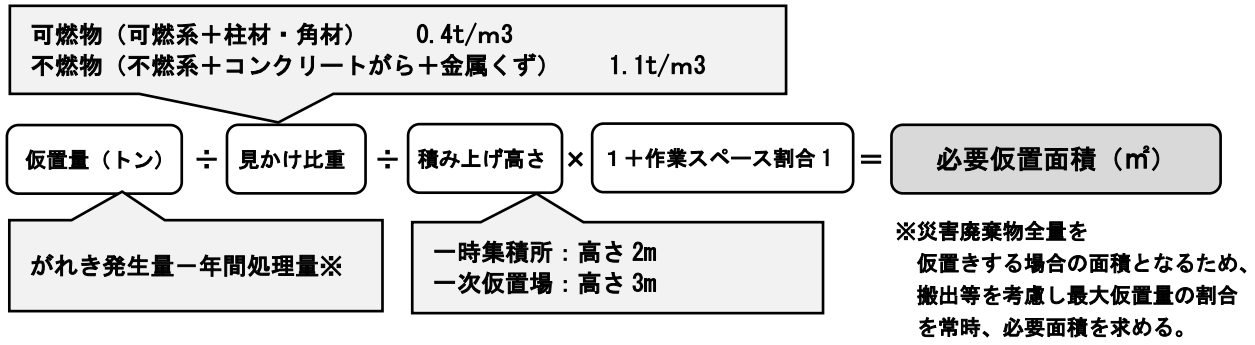 可燃物（可燃系＋柱材・角材）　　0.4t/m3
不燃物（不燃系＋コンクリートがら＋金属くず）　　1.1t/m3
仮置量（トン） ÷ 見かけ比重 ÷ 積み上げ高さ × 1＋作業スペース割合1 ＝ 必要仮置面積（㎡）
がれき発生量－年間処理量※
一時集積所：高さ2m
一次仮置場：高さ3m
※災害廃棄物全量を
仮置きする場合の面積となるため、
搬出等を考慮し最大仮置量の割合
を常時、必要面積を求める。